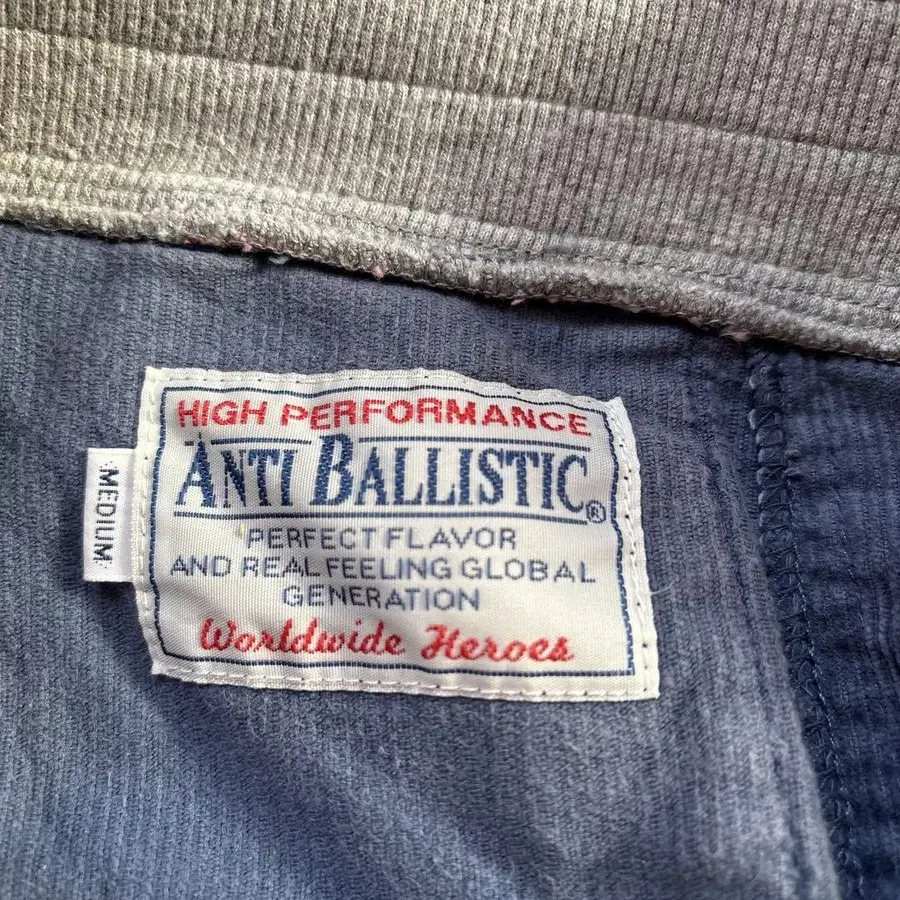 HIGH PERFORMANCE
ANTI BALLISTIC®
PERFECT FLAVOR
AND REAL FEELING GLOBAL
GENERATION
Worldwide Heroes
MEDIUM